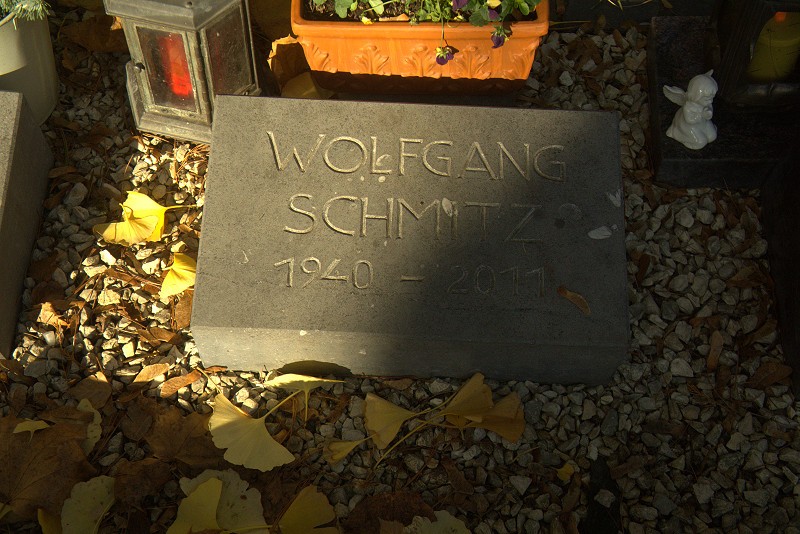 WOLFGANG
SCHMITZ
1940 - 2011